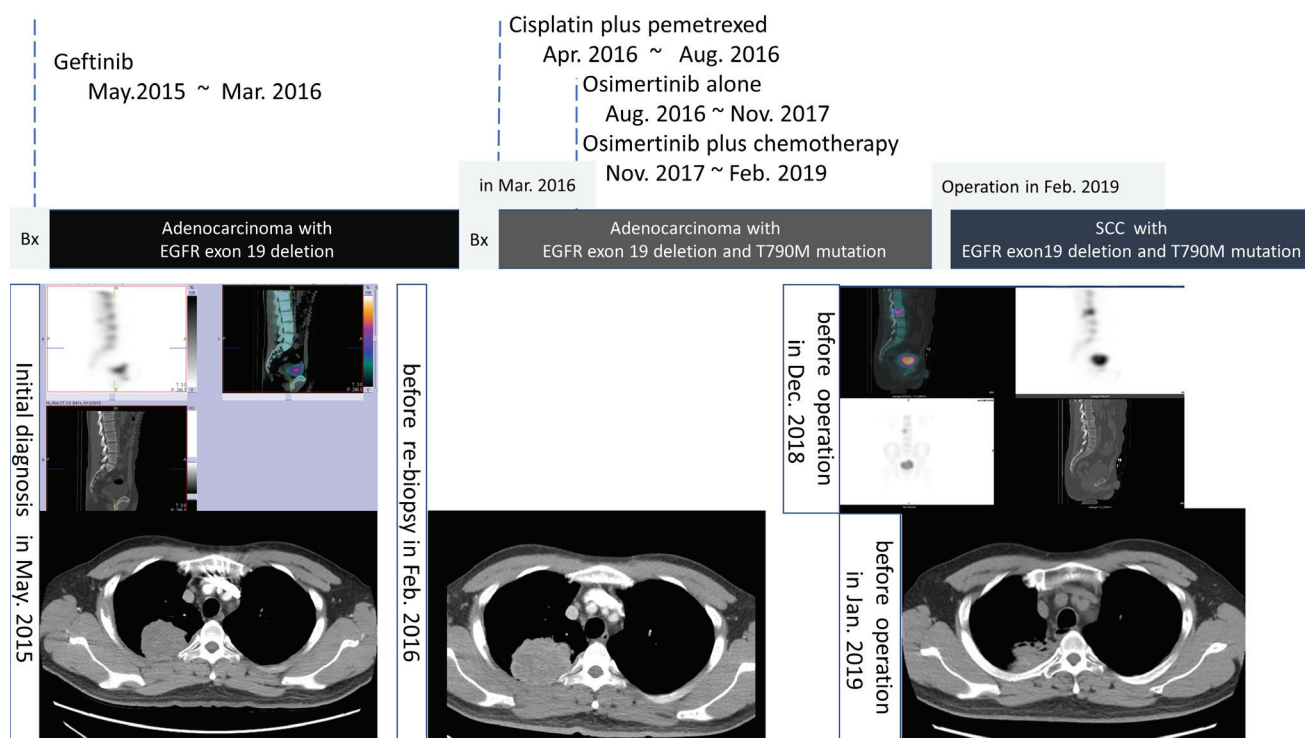 Geftinib
May.2015 ~ Mar. 2016
Cisplatin plus pemetrexed
Apr. 2016 ~ Aug. 2016
Osimertinib alone
Aug. 2016 ~ Nov. 2017
Osimertinib plus chemotherapy
Nov. 2017 ~ Feb. 2019
in Mar. 2016
Operation in Feb. 2019
Bx
Adenocarcinoma with
EGFR exon 19 deletion
Bx
Adenocarcinoma with
EGFR exon 19 deletion and T790M mutation
SCC with
EGFR exon19 deletion and T790M mutation
Initial diagnosis in May. 2015
before re-biopsy in Feb. 2016
before operation
in Dec. 2018
before operation
in Jan. 2019